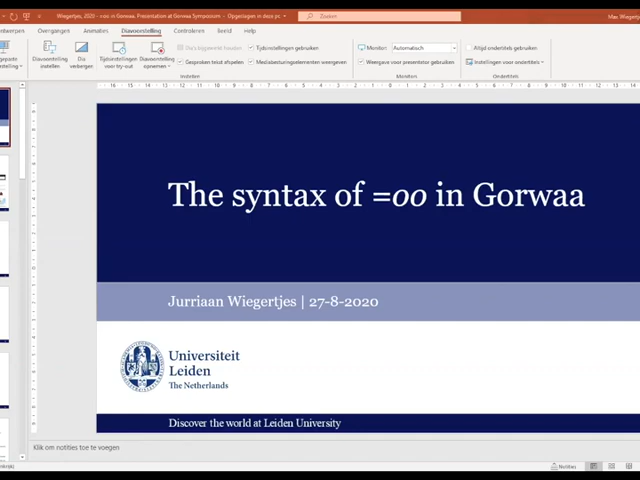 Wiegertjes, 2020 - =oo in Gorwaa, Presentation at Gorwaa Symposium - Opgeslagen in deze pc
Zoeken
Max Wiegertje
Overgangen Animaties Diavoorstelling Controleren Beeld Help
Diavoorstelling instellen
Dia verbergen
Tijdsinstellingen voor try-out
Diavoorstelling opnemen
Gesproken tekst afspelen
Tijdsinstellingen gebruiken
Mediabesturingselementen weergeven
Instellen
Monitor: Automatisch
Weergave voor presentator gebruiken
Monitors
Altijd ondertitels gebruiken
Instellingen voor ondertitels
Ondertitels
The syntax of =oo in Gorwaa
Jurriaan Wiegertjes | 27-8-2020
Universiteit
Leiden
The Netherlands
Discover the world at Leiden University
Klik om notities toe te voegen
Notities